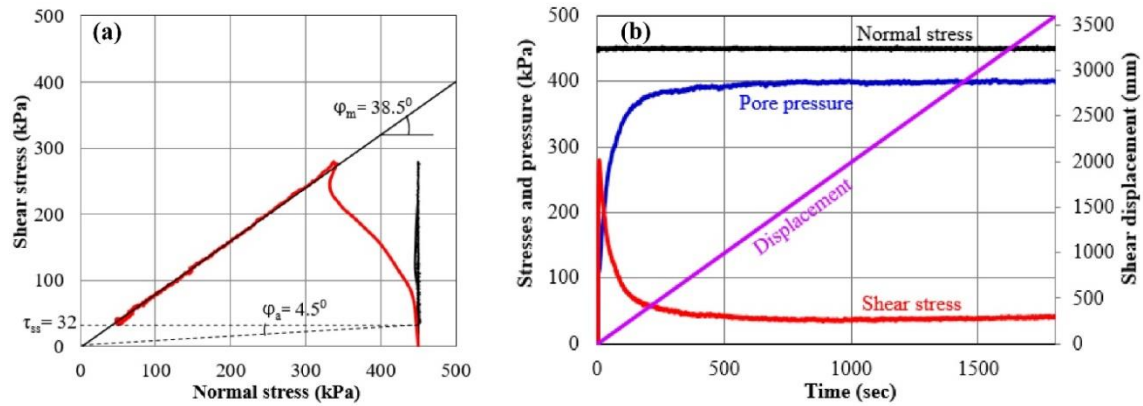 (a)
Shear stress (kPa)
500
400
300
200
100
0
τss= 32
φm= 38.5⁰
φa= 4.5⁰
0 100 200 300 400 500
Normal stress (kPa)
(b)
Stresses and pressure (kPa)
500
400
300
200
100
0
Normal stress
Pore pressure
Displacement
Shear stress
0 500 1000 1500
Time (sec)
3500
3000
2500
2000
1500
1000
500
0
Shear displacement (mm)